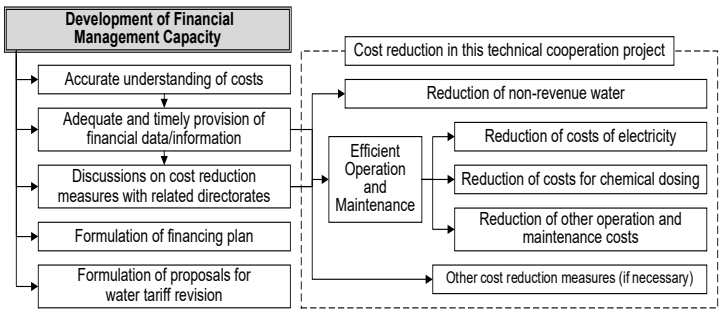 Development of Financial
Management Capacity
Accurate understanding of costs
Adequate and timely provision of
financial data/information
Discussions on cost reduction
measures with related directorates
Formulation of financing plan
Formulation of proposals for
water tariff revision
Cost reduction in this technical cooperation project
Reduction of non-revenue water
Efficient
Operation
and
Maintenance
Reduction of costs of electricity
Reduction of costs for chemical dosing
Reduction of other operation and
maintenance costs
Other cost reduction measures (if necessary)